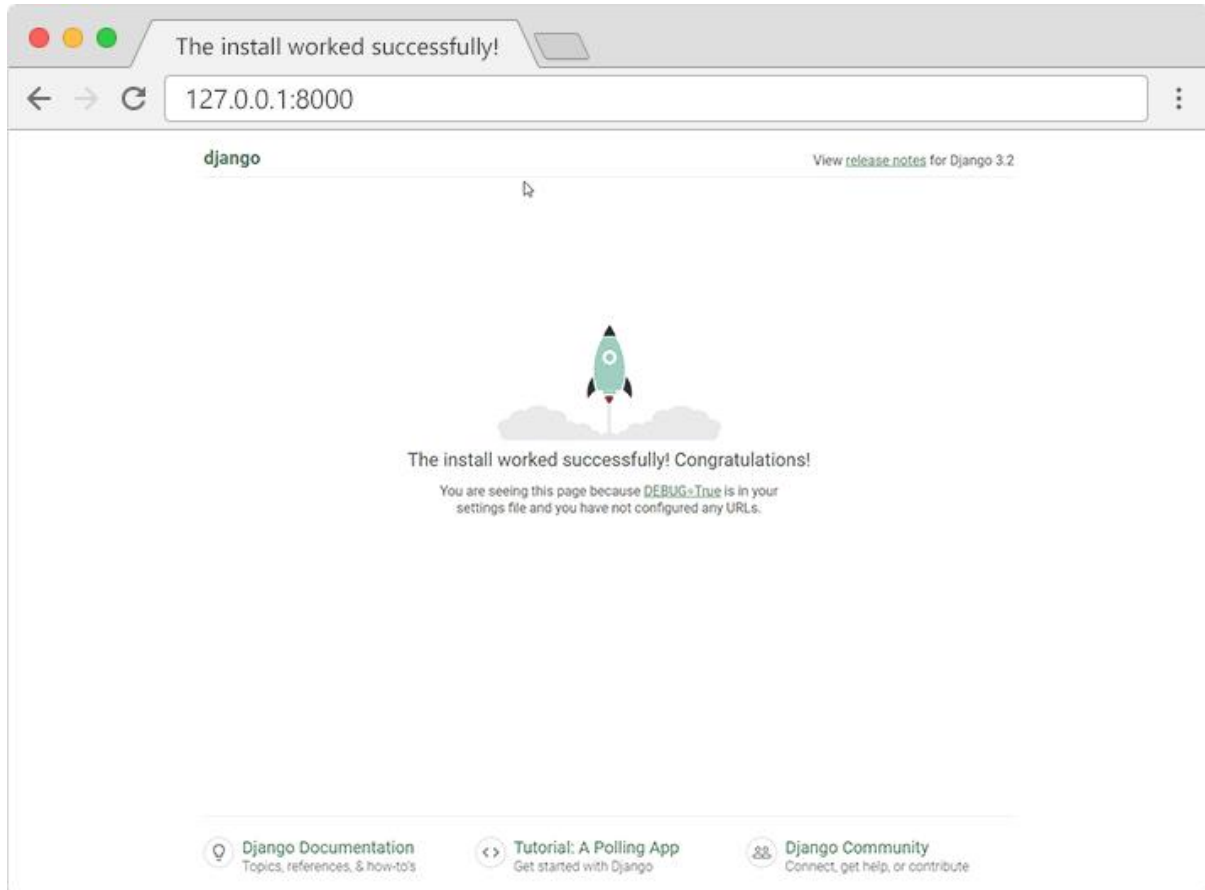 The install worked successfully!
127.0.0.1:8000
django
View release notes for Django 3.2
The install worked successfully! Congratulations!
You are seeing this page because DEBUG=True is in your
settings file and you have not configured any URLs.
Django Documentation
Topics, references, & how-to's
Tutorial: A Polling App
Get started with Django
Django Community
Connect, get help, or contribute